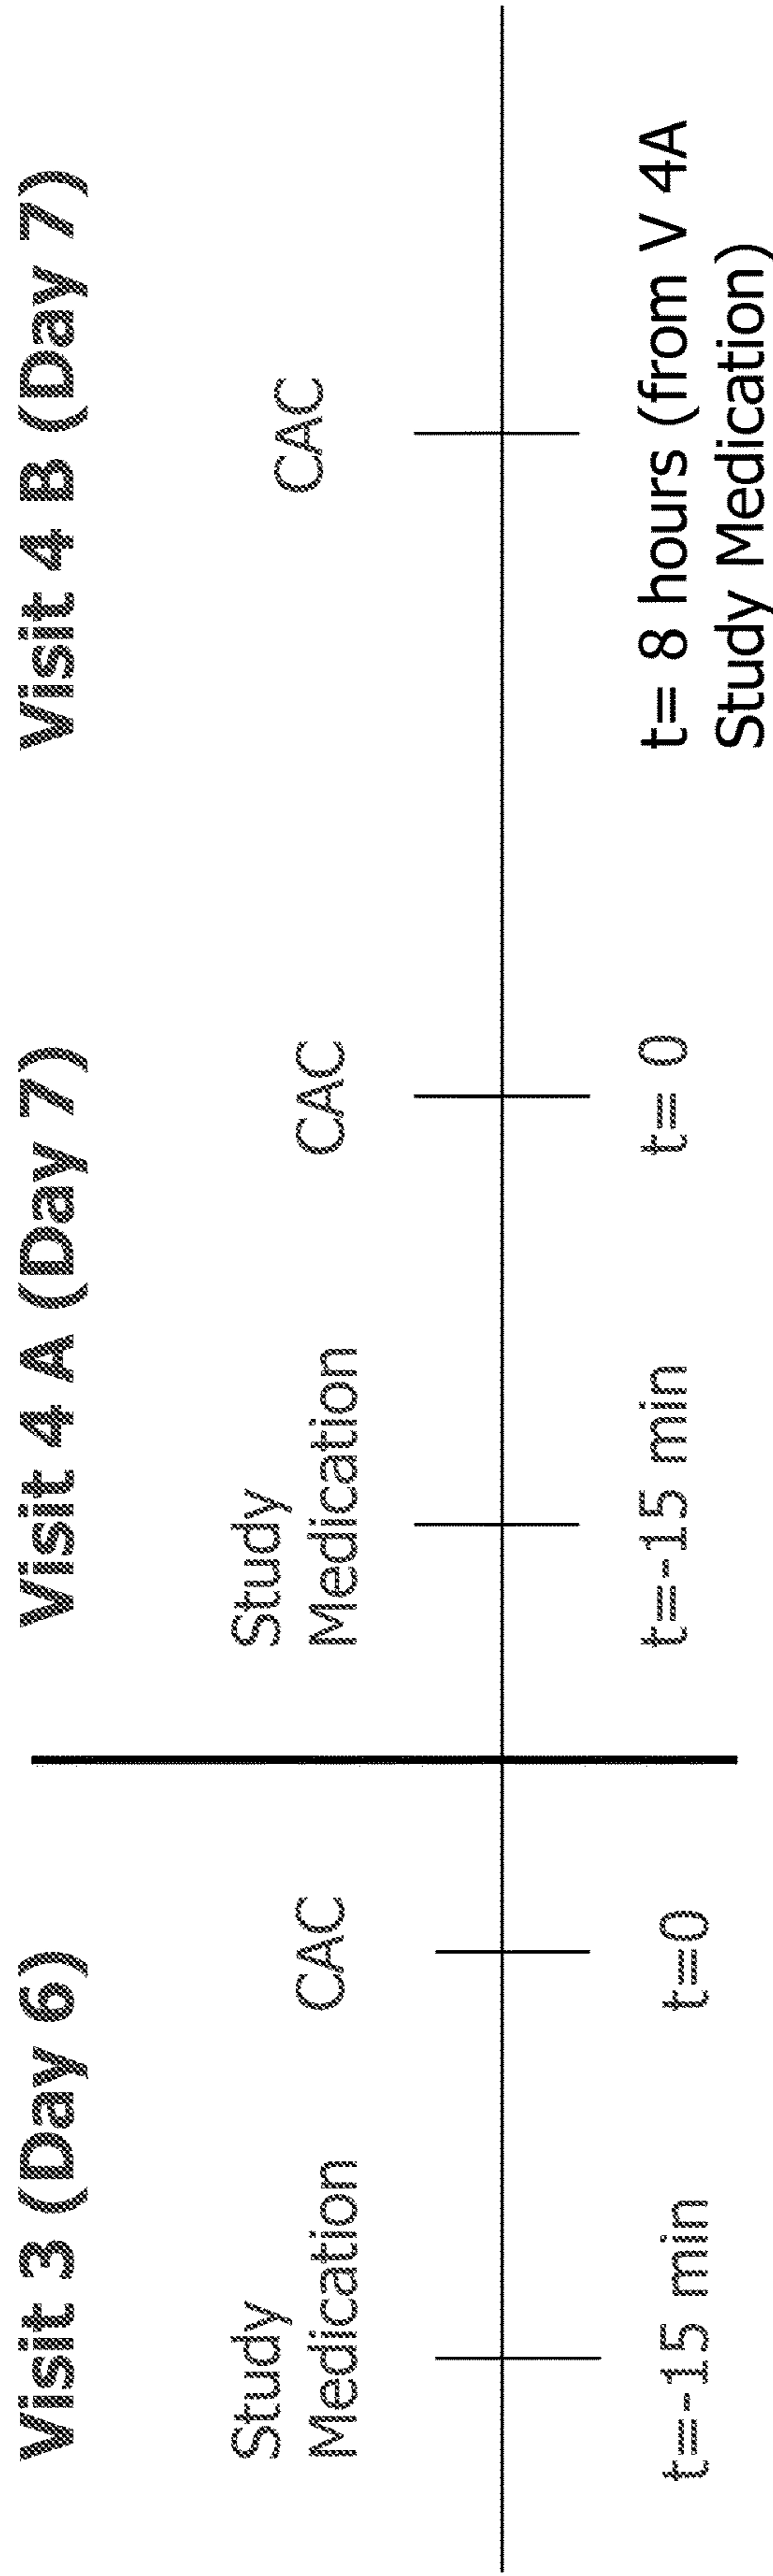 Visit 3 (Day 6)
Study
Medication
CAC
t=-15 min
t=0
Visit 4 A (Day 7)
Study
Medication
CAC
t=-15 min
t= 0
Visit 4 B (Day 7)
CAC
t= 8 hours (from V 4A
Study Medication)